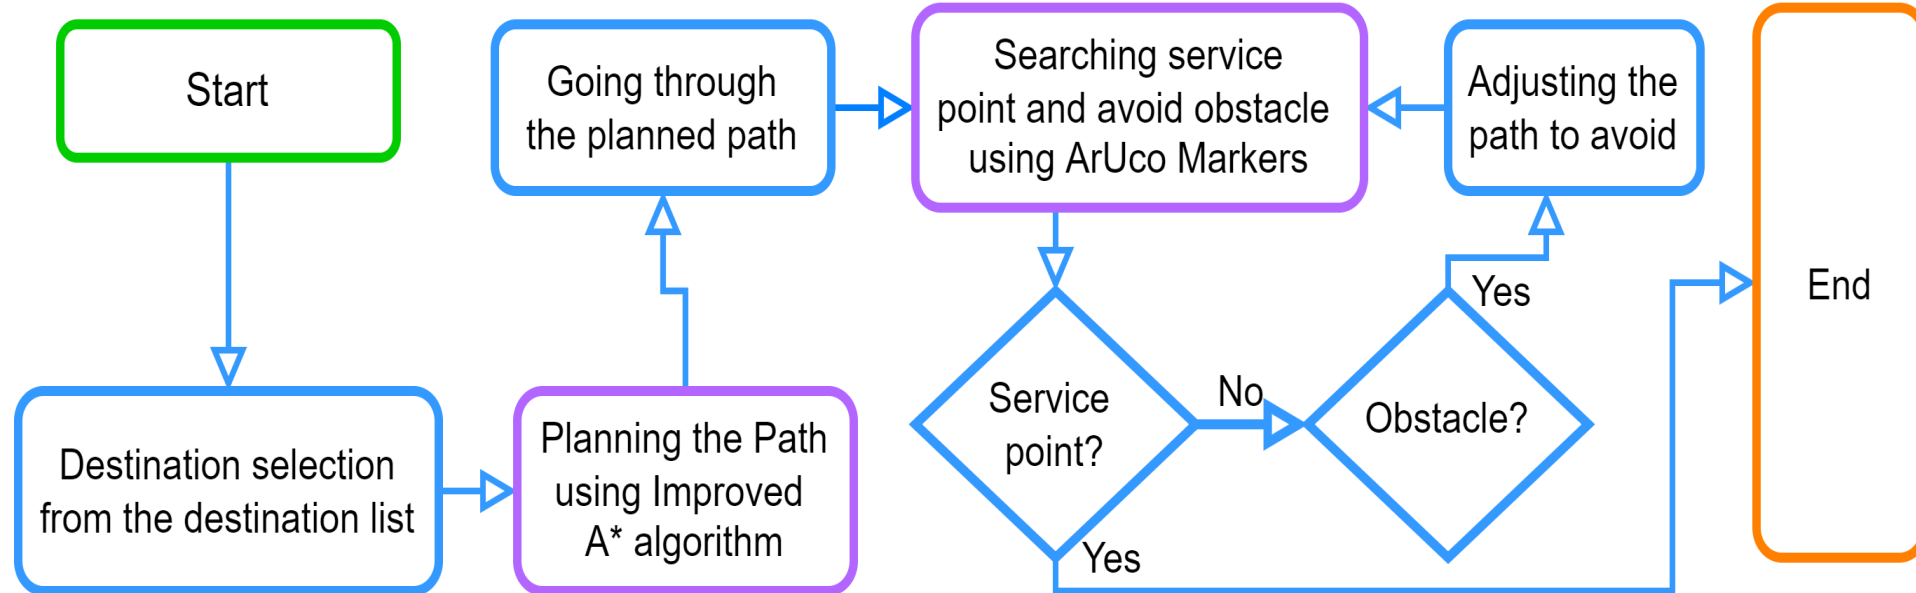 Start
Destination selection
from the destination list
Planning the Path
using Improved
A* algorithm
Going through
the planned path
Searching service
point and avoid obstacle
using ArUco Markers
Service
point?
No
Yes
Obstacle?
Yes
Adjusting the
path to avoid
End